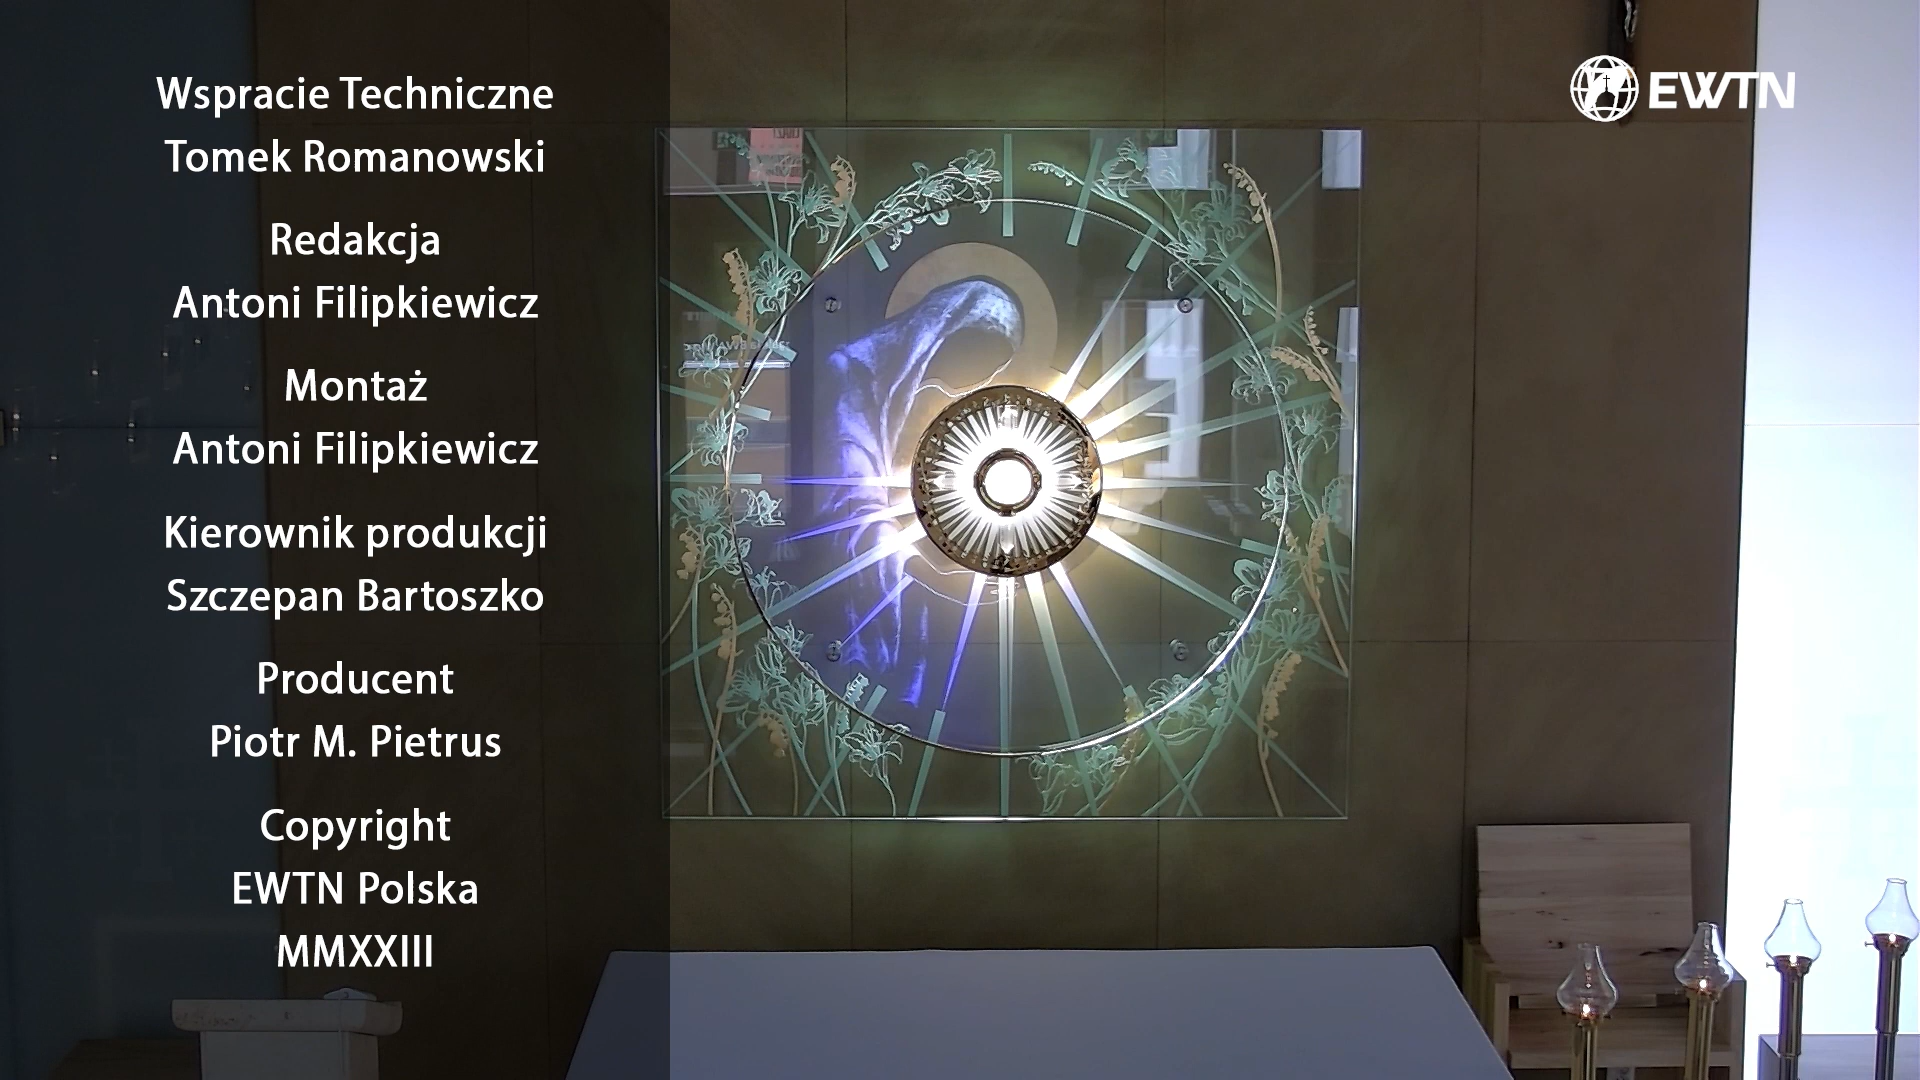 Wspracie Techniczne
Tomek Romanowski
Redakcja
Antoni Filipkiewicz
Montaż
Antoni Filipkiewicz
Kierownik produkcji
Szczepan Bartoszko
Producent
Piotr M. Pietrus
Copyright
EWTN Polska
MMXXIII
EWTN